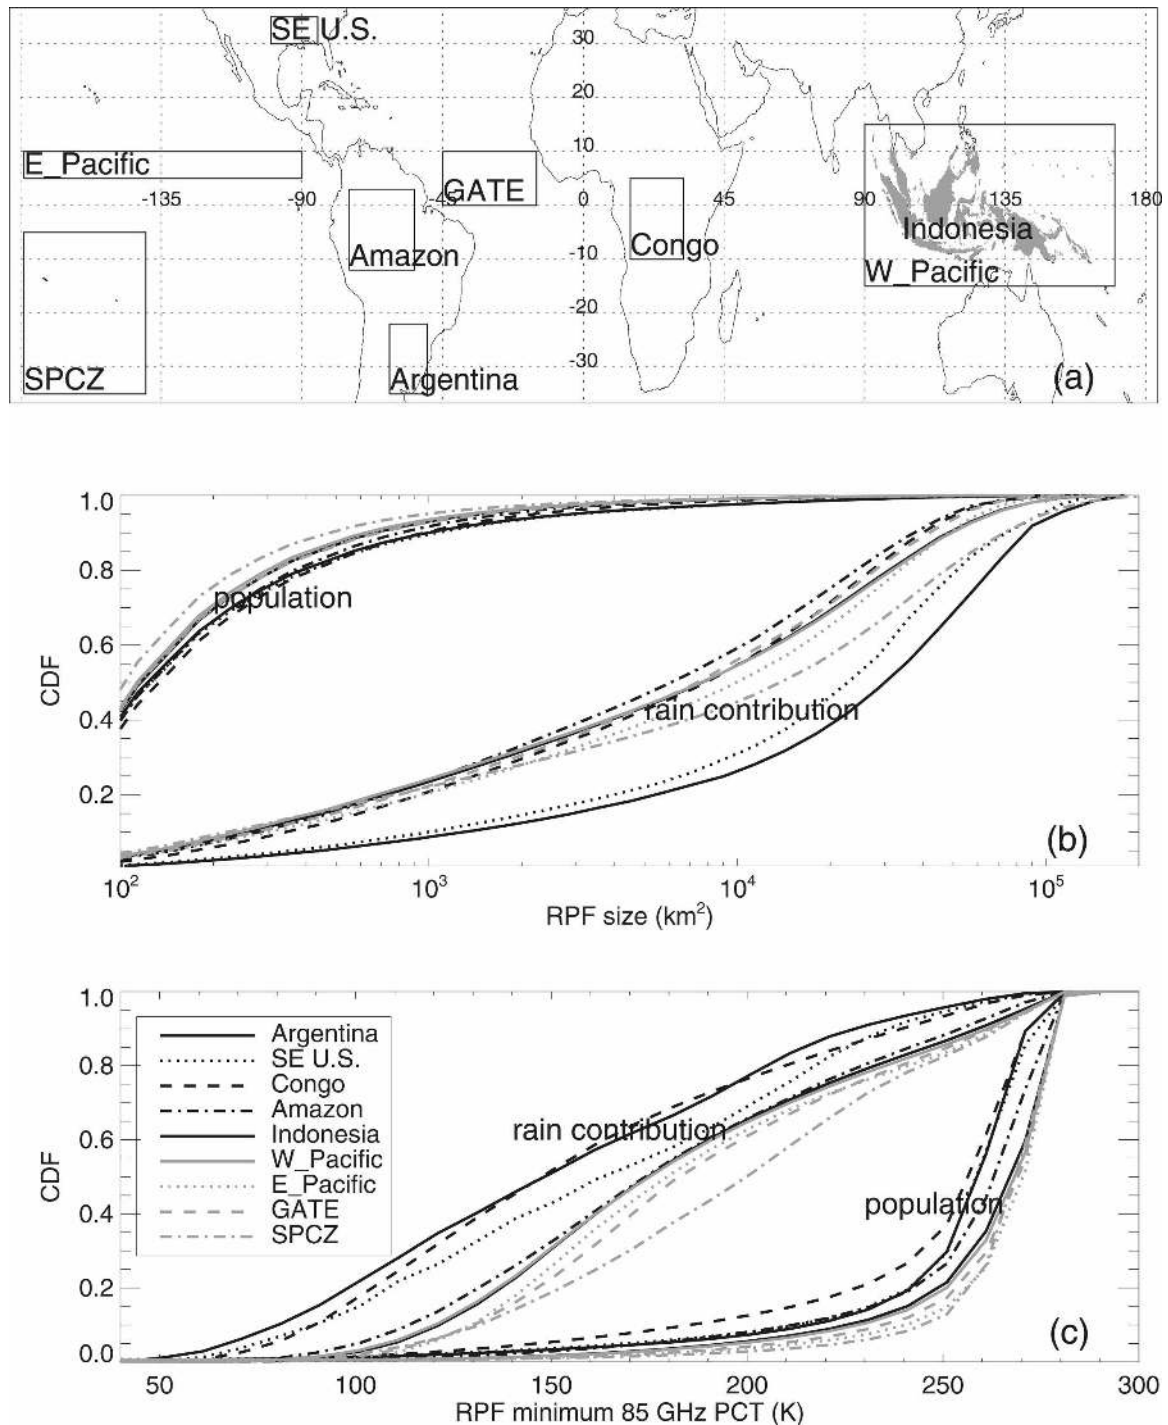 SE U.S.
30
20
10
E_Pacific
GATE
-135 -90 -45 0 45 90 135 180
Indonesia
Amazon Congo
-10
W_Pacific
-20
-30
SPCZ Argentina (a)
1.0
0.8
population
0.6
CDF
0.4
rain contribution
0.2
(b)
10² 10³ 10⁴ 10⁵
RPF size (km²)
1.0
Argentina
SE U.S.
0.8
Congo
Amazon
Indonesia
rain contribution
0.6
W_Pacific
CDF
E_Pacific
population
GATE
0.4
SPCZ
0.2
(c)
0.0
50 100 150 200 250 300
RPF minimum 85 GHz PCT (K)